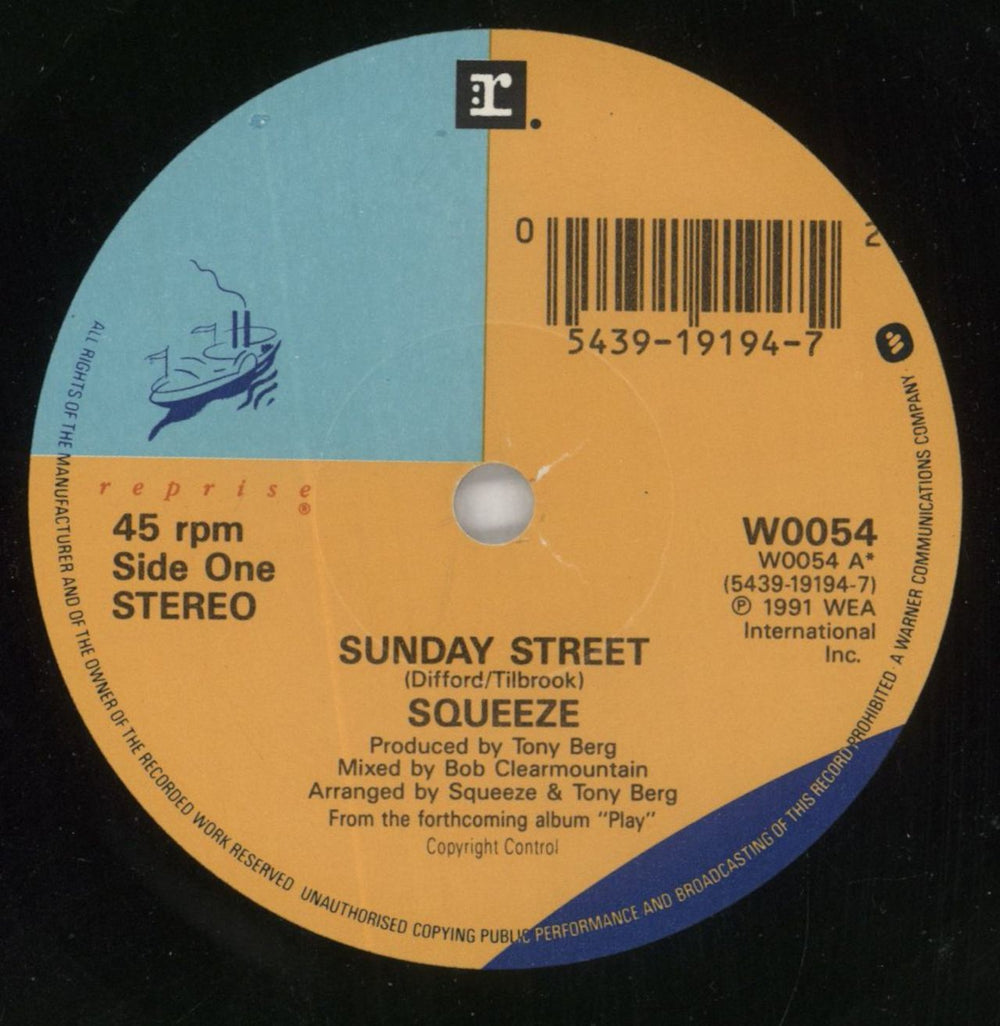 r.
0 2
5439-19194-7
reprise®
45 rpm
Side One
STEREO
W0054
W0054 A*
(5439-19194-7)
℗ 1991 WEA
International
Inc.
SUNDAY STREET
(Difford/Tilbrook)
SQUEEZE
Produced by Tony Berg
Mixed by Bob Clearmountain
Arranged by Squeeze & Tony Berg
From the forthcoming album "Play"
Copyright Control
ALL RIGHTS OF THE MANUFACTURER AND OF THE OWNER OF THE RECORDED WORK RESERVED UNAUTHORISED COPYING PUBLIC PERFORMANCE AND BROADCASTING OF THIS RECORD PROHIBITED · A WARNER COMMUNICATIONS COMPANY ·